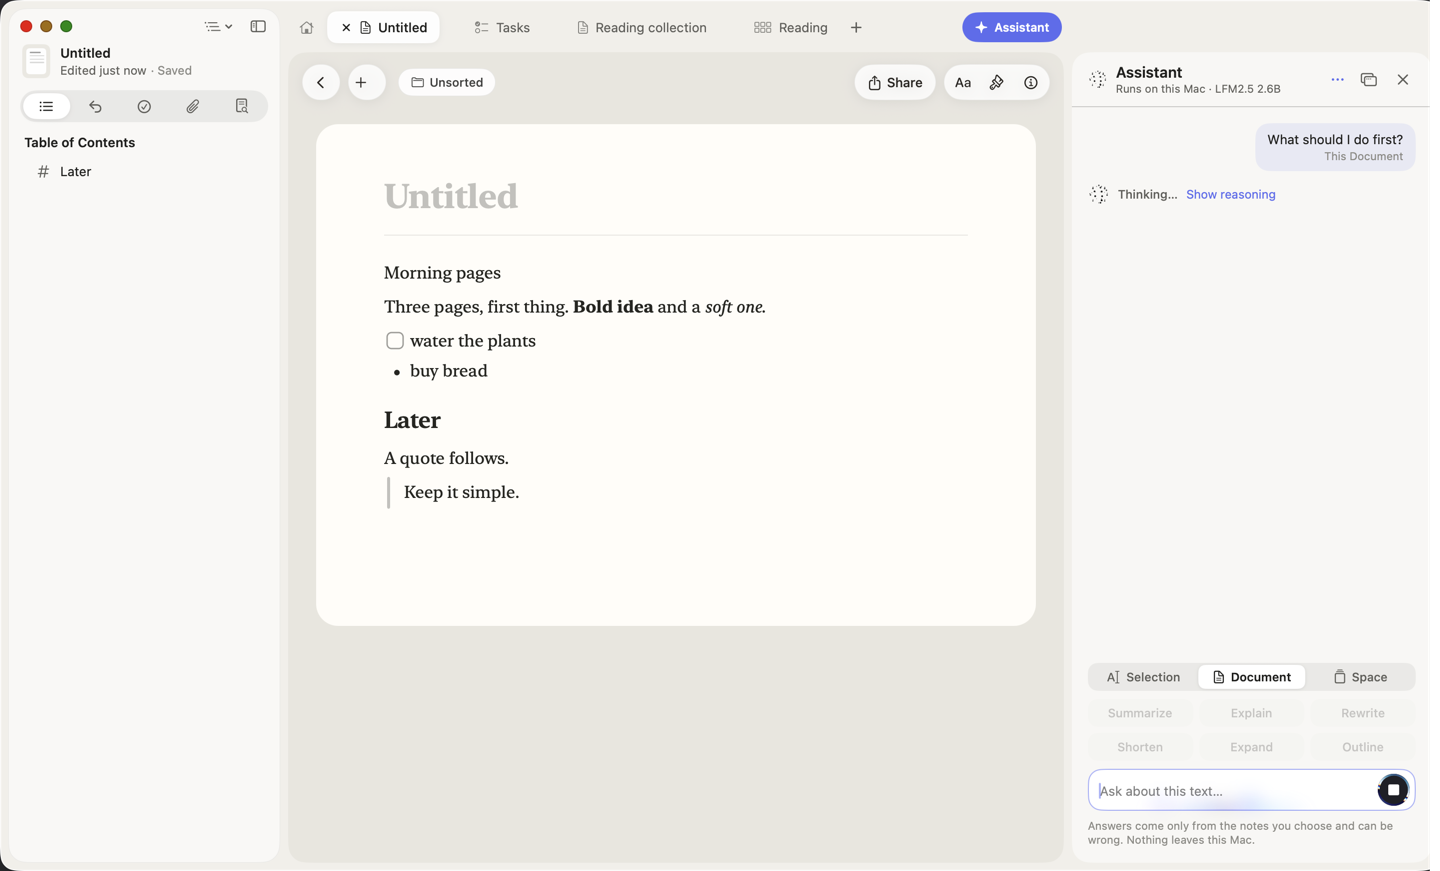 Untitled
Edited just now · Saved
Table of Contents
# Later
Untitled
Tasks
Reading collection
Reading
Assistant
Unsorted
Share
Aa
Untitled
Morning pages
Three pages, first thing. Bold idea and a soft one.
water the plants
• buy bread
Later
A quote follows.
Keep it simple.
Assistant
Runs on this Mac · LFM2.5 2.6B
What should I do first?
This Document
Thinking... Show reasoning
Selection
Document
Space
Summarize
Explain
Rewrite
Shorten
Expand
Outline
Ask about this text...
Answers come only from the notes you choose and can be
wrong. Nothing leaves this Mac.